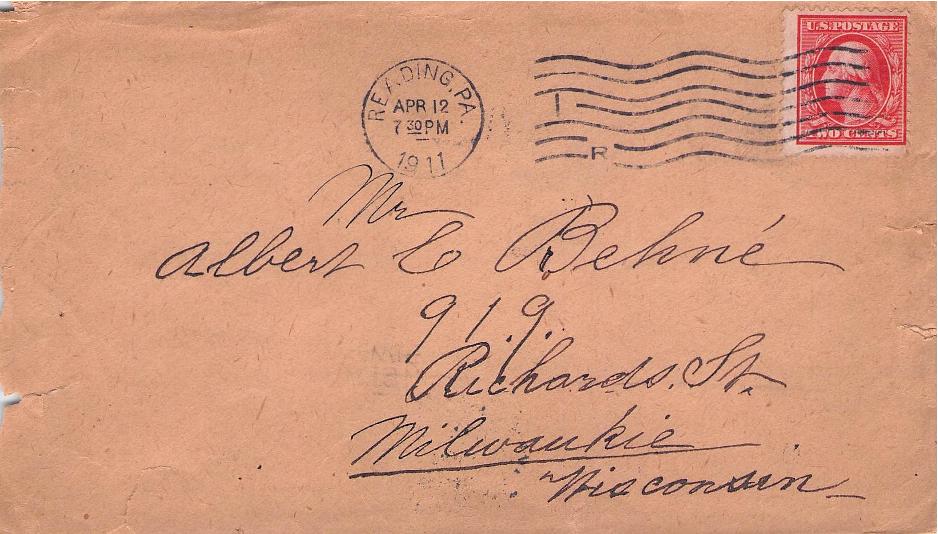 U.S. POSTAGE
READING, PA.
APR 12
7 30 PM
1911
I
R
TWO CENTS
Mr
Albert C Behné
919
Richards. St.
Milwaukie
Wisconsin